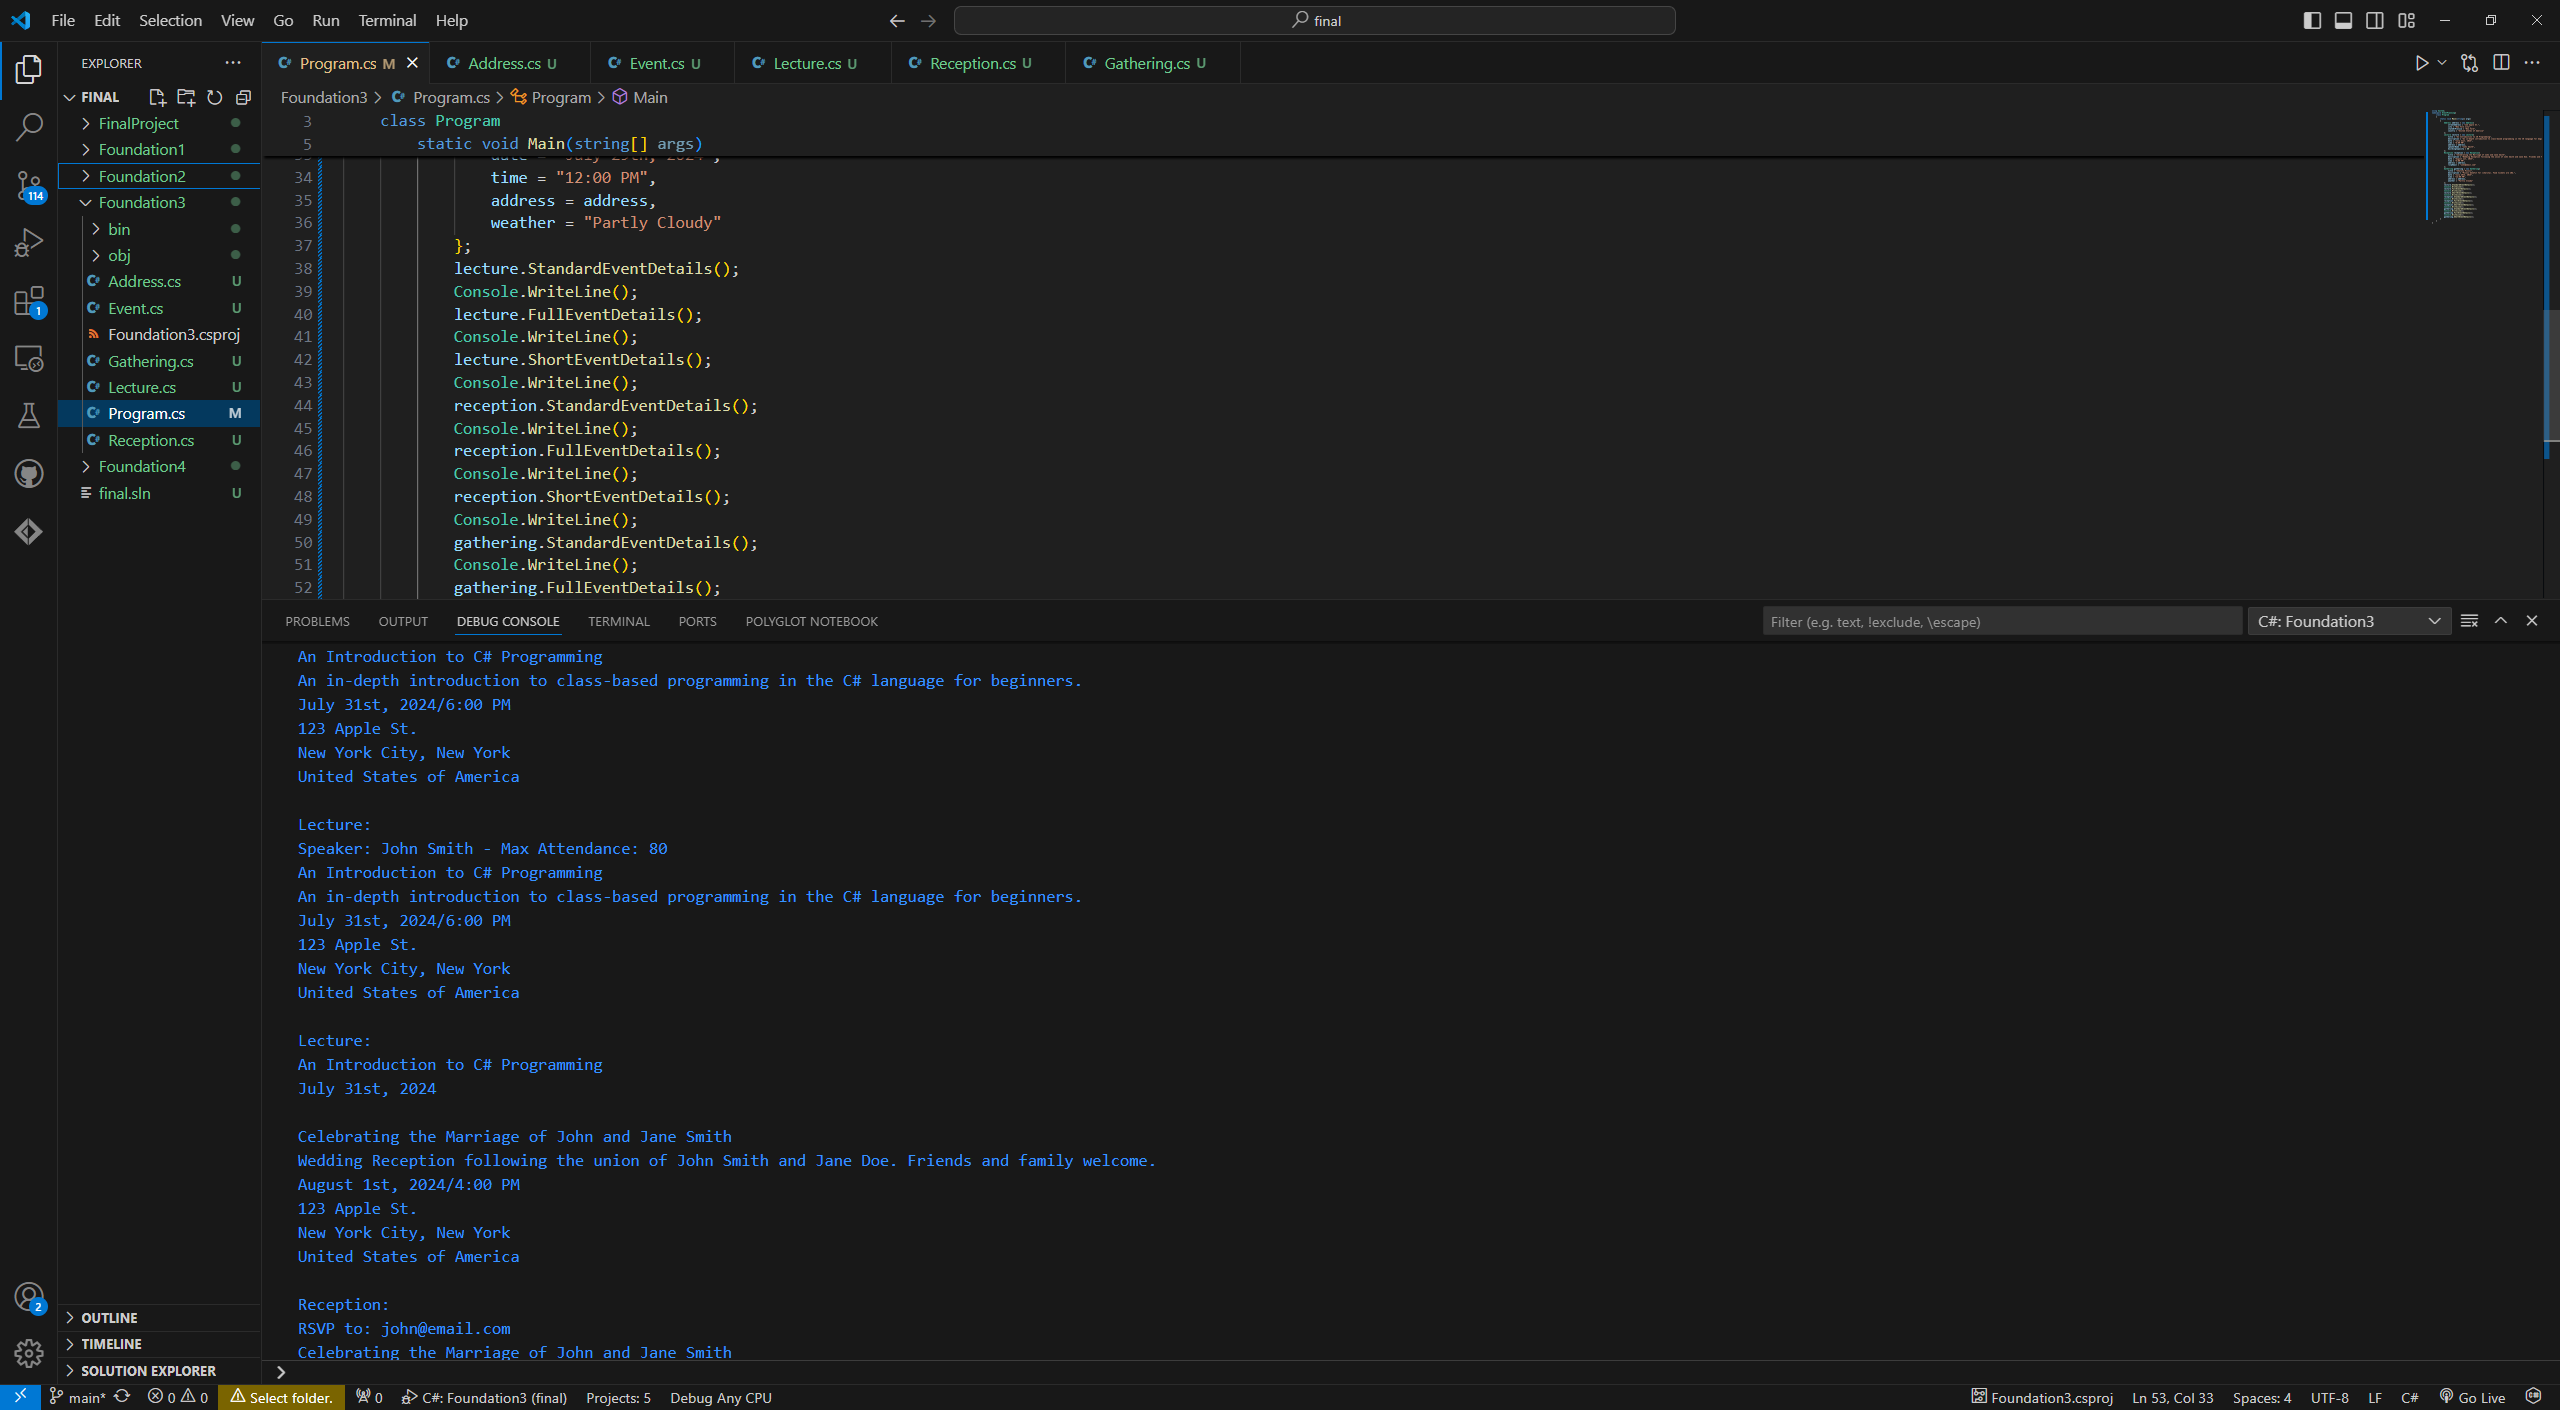 File Edit Selection View Go Run Terminal Help
final
EXPLORER
FINAL
FinalProject
Foundation1
Foundation2
114
Foundation3
bin
obj
Address.cs U
Event.cs U
1
Foundation3.csproj
Gathering.cs U
Lecture.cs U
Program.cs M
Reception.cs U
Foundation4
final.sln U
2
OUTLINE
TIMELINE
SOLUTION EXPLORER
Program.cs M Address.cs U Event.cs U Lecture.cs U Reception.cs U Gathering.cs U
Foundation3 > Program.cs > Program > Main
3 class Program
5 static void Main(string[] args)
34 time = "12:00 PM",
35 address = address,
36 weather = "Partly Cloudy"
37 };
38 lecture.StandardEventDetails();
39 Console.WriteLine();
40 lecture.FullEventDetails();
41 Console.WriteLine();
42 lecture.ShortEventDetails();
43 Console.WriteLine();
44 reception.StandardEventDetails();
45 Console.WriteLine();
46 reception.FullEventDetails();
47 Console.WriteLine();
48 reception.ShortEventDetails();
49 Console.WriteLine();
50 gathering.StandardEventDetails();
51 Console.WriteLine();
52 gathering.FullEventDetails();
PROBLEMS OUTPUT DEBUG CONSOLE TERMINAL PORTS POLYGLOT NOTEBOOK
Filter (e.g. text, !exclude, \escape)
C#: Foundation3
An Introduction to C# Programming
An in-depth introduction to class-based programming in the C# language for beginners.
July 31st, 2024/6:00 PM
123 Apple St.
New York City, New York
United States of America
Lecture:
Speaker: John Smith - Max Attendance: 80
An Introduction to C# Programming
An in-depth introduction to class-based programming in the C# language for beginners.
July 31st, 2024/6:00 PM
123 Apple St.
New York City, New York
United States of America
Lecture:
An Introduction to C# Programming
July 31st, 2024
Celebrating the Marriage of John and Jane Smith
Wedding Reception following the union of John Smith and Jane Doe. Friends and family welcome.
August 1st, 2024/4:00 PM
123 Apple St.
New York City, New York
United States of America
Reception:
RSVP to: john@email.com
Celebrating the Marriage of John and Jane Smith
main* 0 0 Select folder. 0 C#: Foundation3 (final) Projects: 5 Debug Any CPU
Foundation3.csproj Ln 53, Col 33 Spaces: 4 UTF-8 LF C# Go Live